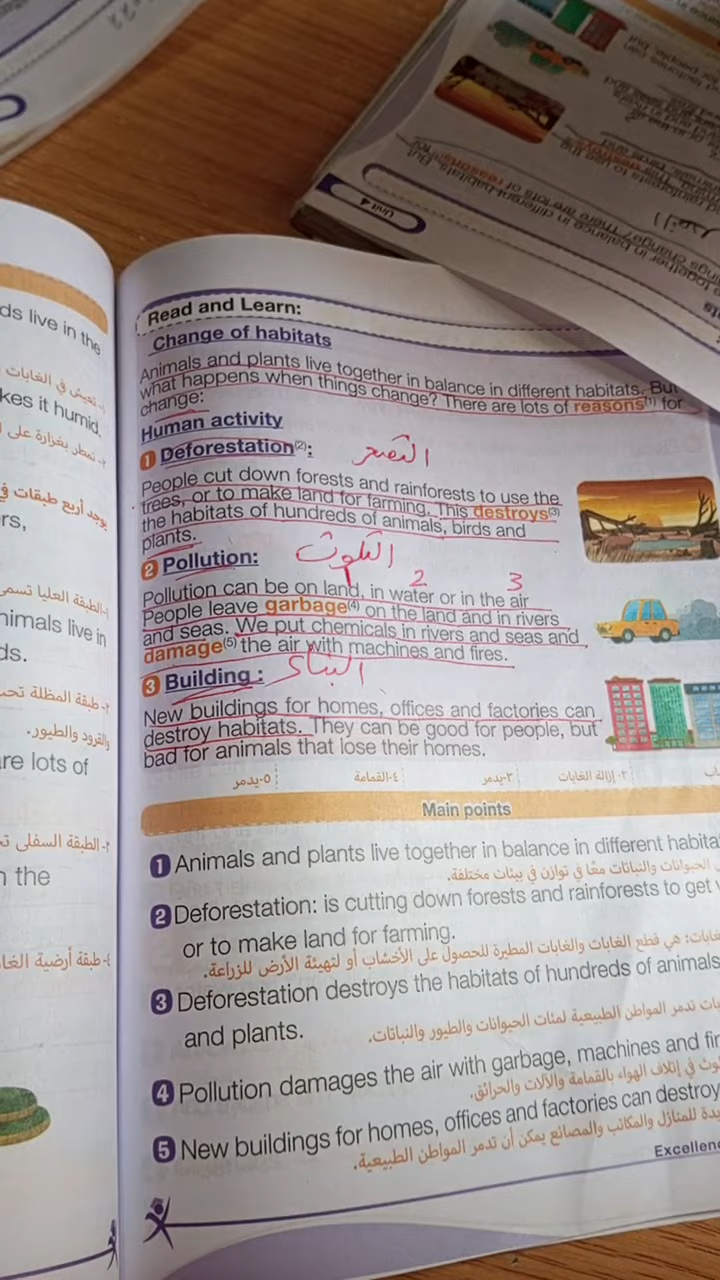 ds live in the
١- تعيش في الغابات
kes it humid.
يوجد أربع طبقات
rs,
nimals live in
ds.
والقرود والطيور.
are lots of
n the
Unit 4
Read and Learn:
Change of habitats
Animals and plants live together in balance in different habitats. But
what happens when things change? There are lots of reasons(1) for
change:
Human activity
1 Deforestation(2):
People cut down forests and rainforests to use the
trees, or to make land for farming. This destroys(3)
the habitats of hundreds of animals, birds and
plants.
2 Pollution: التلوث
2 3
Pollution can be on land, in water or in the air
People leave garbage(4) on the land and in rivers
and seas. We put chemicals in rivers and seas and
damage(5) the air with machines and fires.
3 Building : البناء
New buildings for homes, offices and factories can
destroy habitats. They can be good for people, but
bad for animals that lose their homes.
٢- إزالة الغابات ٣-يدمر ٤-القمامة ٥-يدمر
Main points
1 Animals and plants live together in balance in different habita
الحيوانات والنباتات معًا في توازن في بيئات مختلفة.
2 Deforestation: is cutting down forests and rainforests to get
or to make land for farming.
هي قطع الغابات والغابات المطيرة للحصول على الأخشاب أو لتهيئة الأرض للزراعة.
3 Deforestation destroys the habitats of hundreds of animals
and plants.
تدمر المواطن الطبيعية لمئات الحيوانات والطيور والنباتات.
4 Pollution damages the air with garbage, machines and fir
في إتلاف الهواء بالقمامة والآلات والحرائق.
5 New buildings for homes, offices and factories can destroy
للمنازل والمكاتب والمصانع يمكن أن تدمر المواطن الطبيعية.
Excellenc